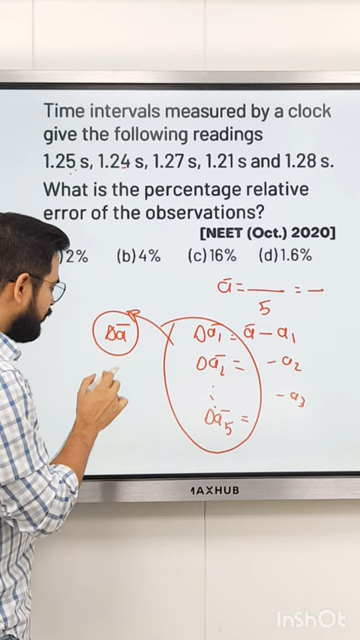 Time intervals measured by a clock
give the following readings
1.25 s, 1.24 s, 1.27 s, 1.21 s and 1.28 s.
What is the percentage relative
error of the observations?
[NEET (Oct.) 2020]
) 2% (b) 4% (c) 16% (d) 1.6%
ā = ——— = —
5
Δā
Δā₁ = ā - a₁
Δā₂ = - a₂
⋮ - a₃
Δā₅ =
MAXHUB
InShOt